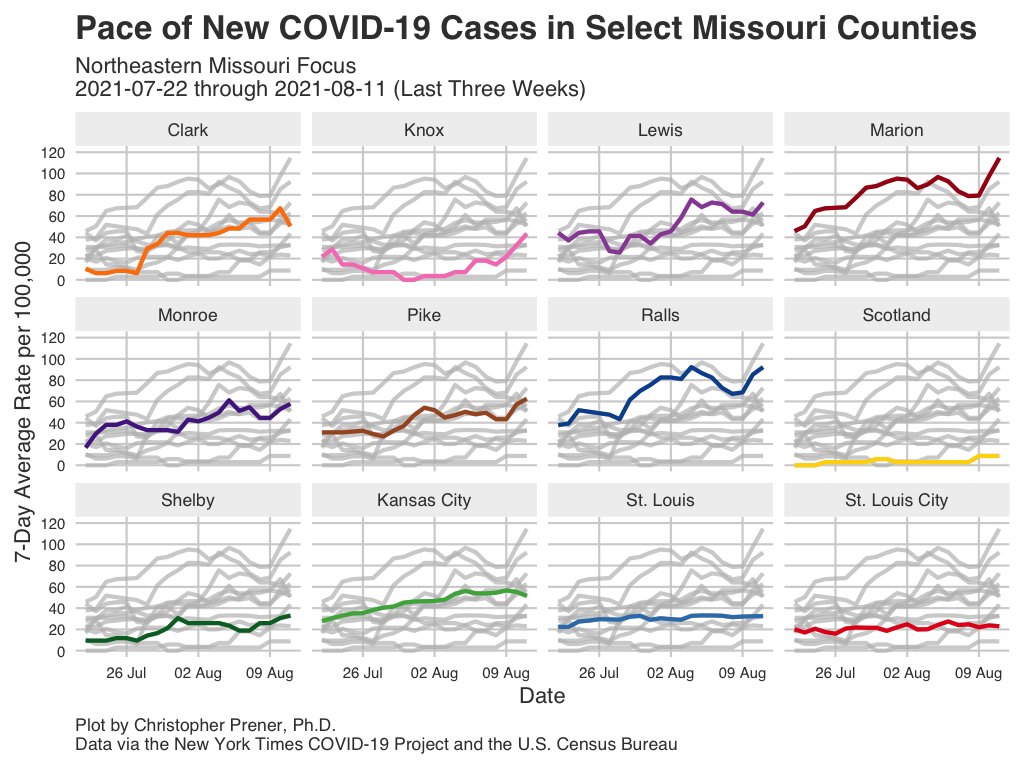 Pace of New COVID-19 Cases in Select Missouri Counties
Northeastern Missouri Focus
2021-07-22 through 2021-08-11 (Last Three Weeks)
Clark
Knox
Lewis
Marion
120
100
80
60
40
20
0
Monroe
Pike
Ralls
Scotland
120
100
80
60
40
20
0
Shelby
Kansas City
St. Louis
St. Louis City
120
100
80
60
40
20
0
7-Day Average Rate per 100,000
26 Jul
02 Aug
09 Aug
26 Jul
02 Aug
09 Aug
26 Jul
02 Aug
09 Aug
26 Jul
02 Aug
09 Aug
Date
Plot by Christopher Prener, Ph.D.
Data via the New York Times COVID-19 Project and the U.S. Census Bureau